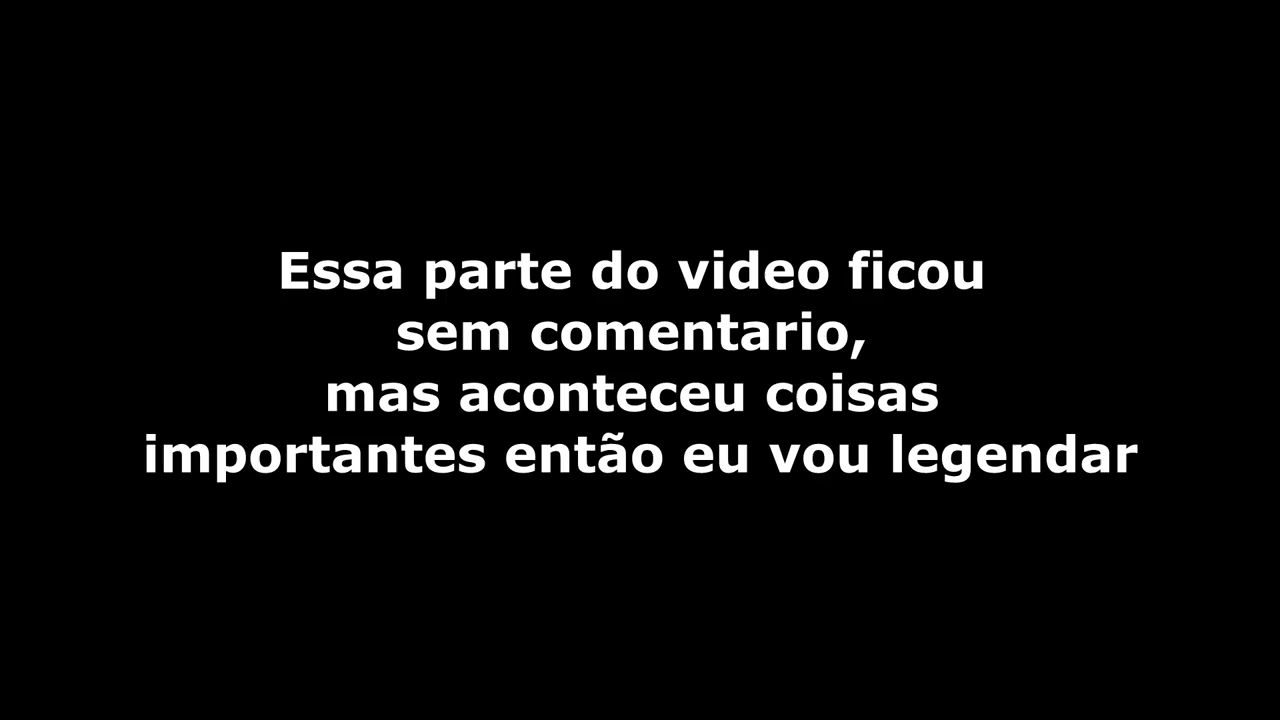 Essa parte do video ficou
sem comentario,
mas aconteceu coisas
importantes então eu vou legendar